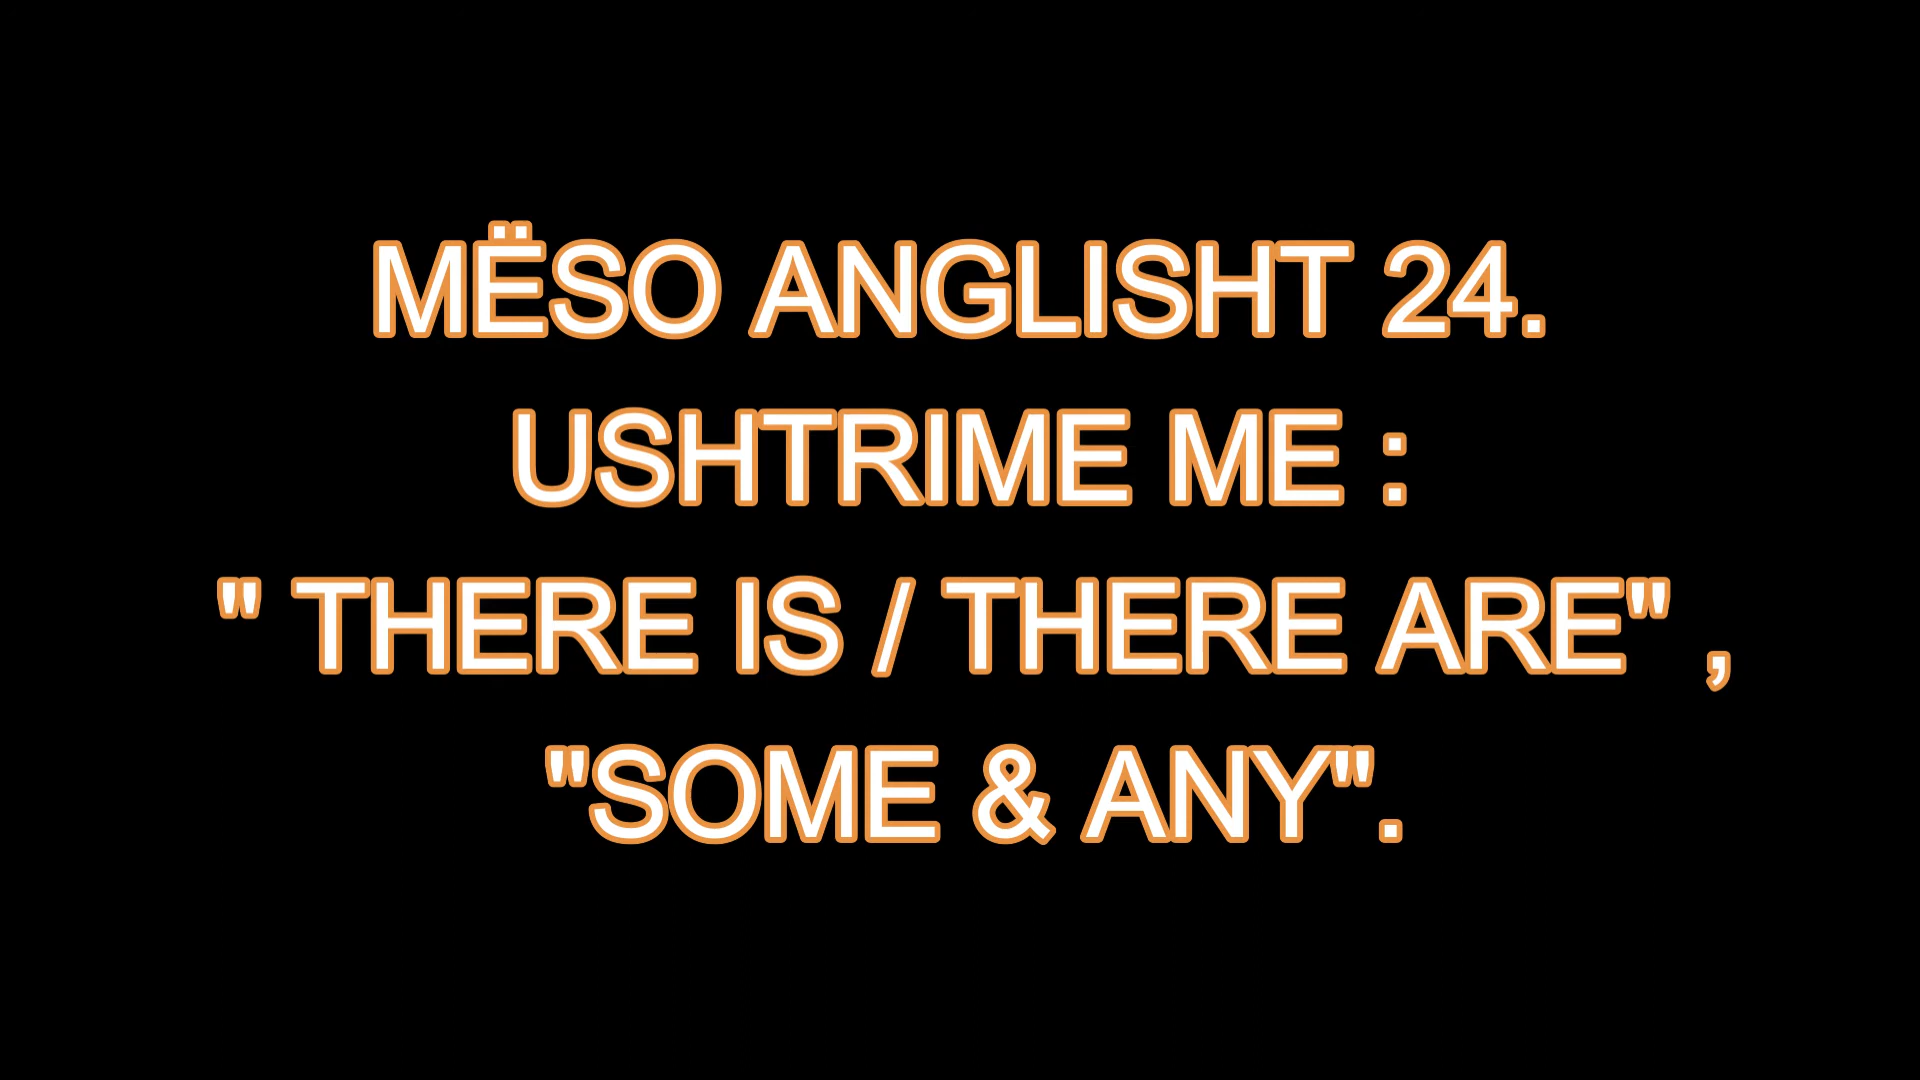 MËSO ANGLISHT 24.
USHTRIME ME :
" THERE IS / THERE ARE" ,
"SOME & ANY".